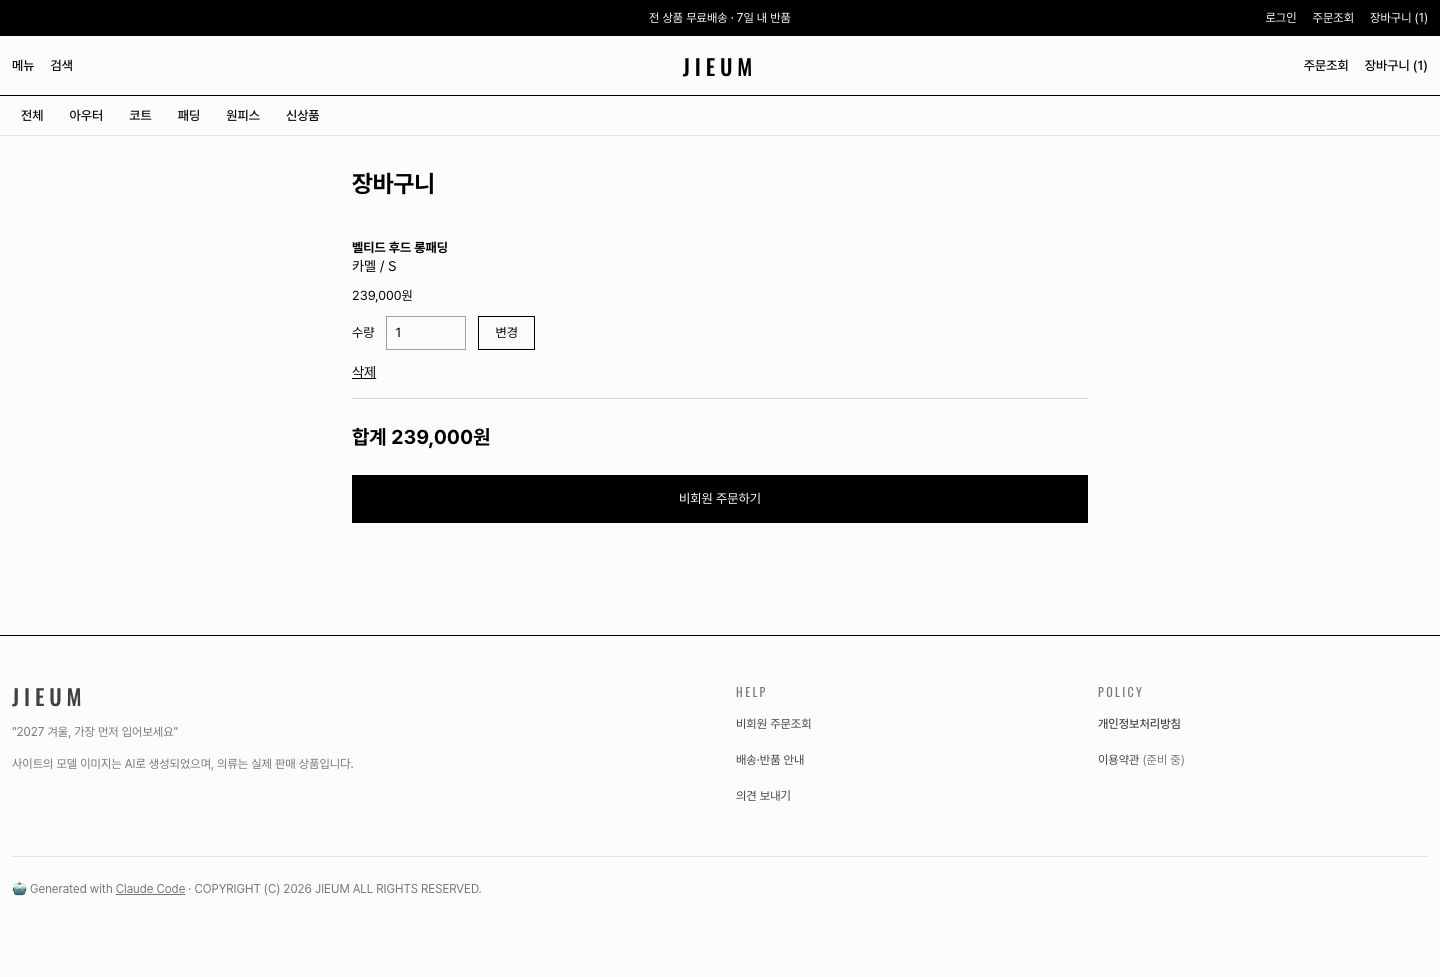 전 상품 무료배송 · 7일 내 반품
로그인 주문조회 장바구니 (1)
메뉴 검색
JIEUM
주문조회 장바구니 (1)
전체 아우터 코트 패딩 원피스 신상품
장바구니
벨티드 후드 롱패딩
카멜 / S
239,000원
수량 1 변경
삭제
합계 239,000원
비회원 주문하기
JIEUM
"2027 겨울, 가장 먼저 입어보세요"
사이트의 모델 이미지는 AI로 생성되었으며, 의류는 실제 판매 상품입니다.
HELP
비회원 주문조회
배송·반품 안내
의견 보내기
POLICY
개인정보처리방침
이용약관 (준비 중)
🤖 Generated with Claude Code · COPYRIGHT (C) 2026 JIEUM ALL RIGHTS RESERVED.